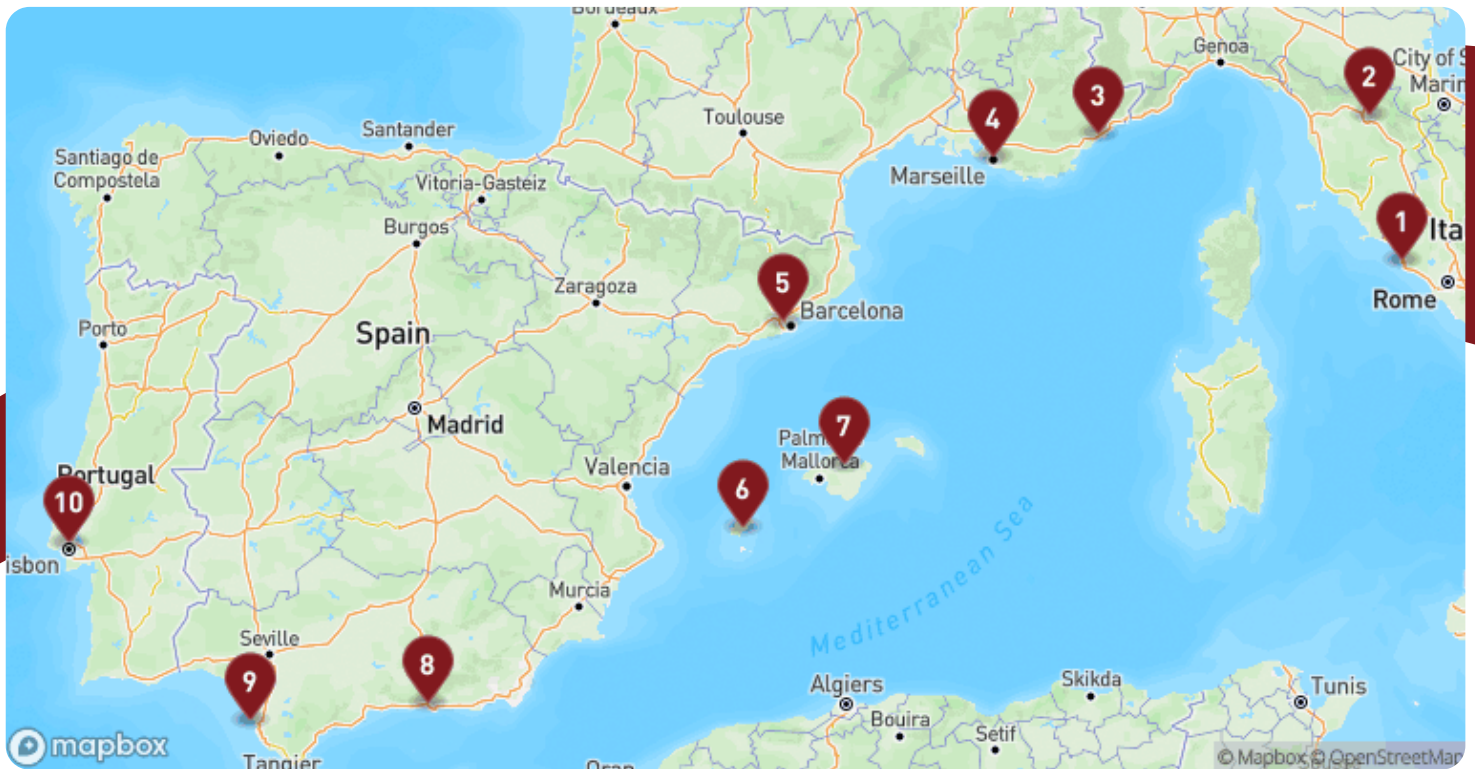 Bordeaux
Genoa
City of S
Marin
2
3
4
Toulouse
Santander
Oviedo
Santiago de
Compostela
Vitoria-Gasteiz
Marseille
Burgos
1
Ita
5
Zaragoza
Rome
Barcelona
Porto
Spain
Madrid
7
Palm
Mallorca
Valencia
Portugal
6
10
isbon
Mediterranean Sea
Murcia
Seville
8
9
Algiers
Skikda
Tunis
Bouira
Setif
mapbox
Tangier
Oran
© Mapbox © OpenStreetMap